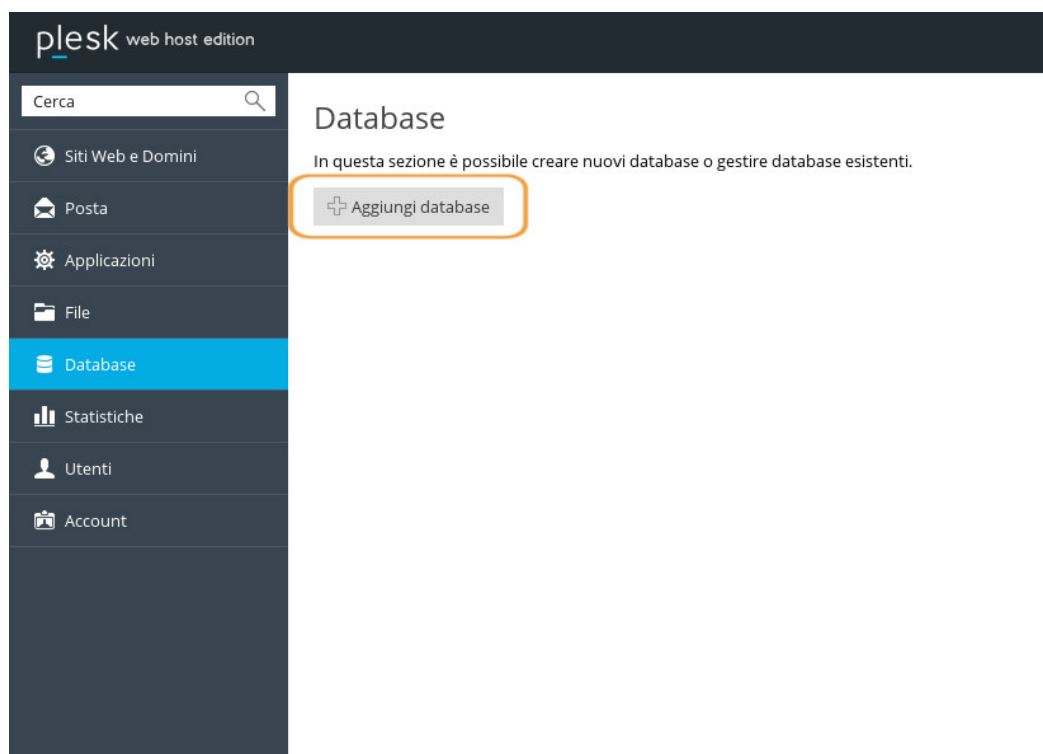 plesk web host edition
Cerca
Siti Web e Domini
Posta
Applicazioni
File
Database
Statistiche
Utenti
Account
Database
In questa sezione è possibile creare nuovi database o gestire database esistenti.
Aggiungi database